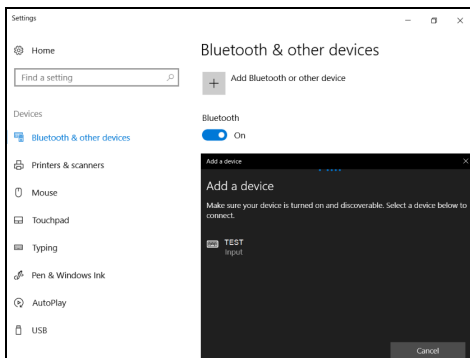 Settings
Home
Find a setting
Devices
Bluetooth & other devices
Printers & scanners
Mouse
Touchpad
Typing
Pen & Windows Ink
AutoPlay
USB
Bluetooth & other devices
Add Bluetooth or other device
Bluetooth
On
Add a device
Add a device
Make sure your device is turned on and discoverable. Select a device below to
connect.
TEST
Input
Cancel